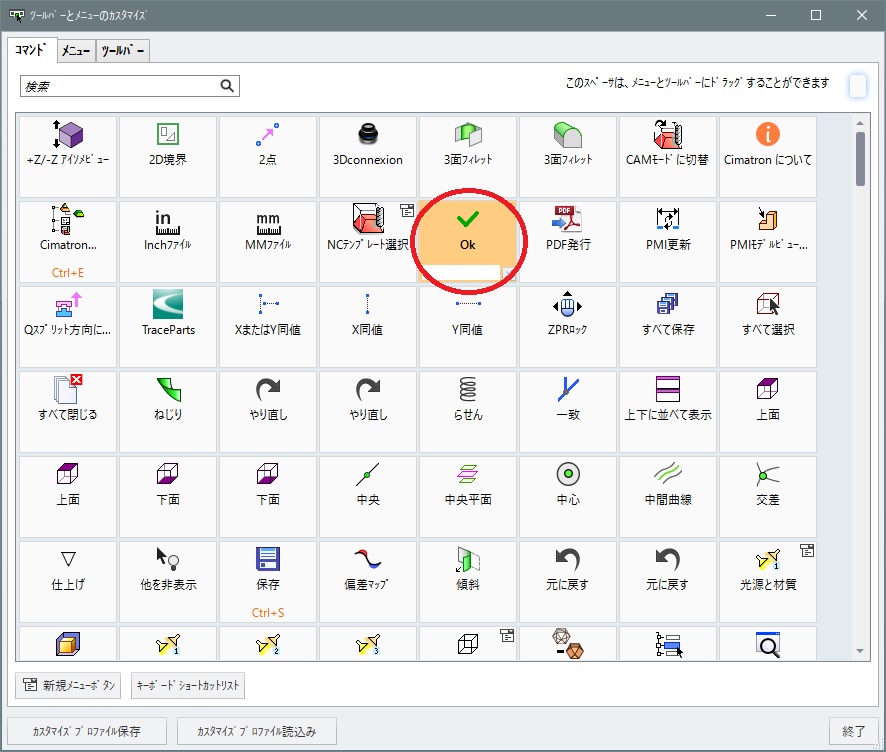 ﾂｰﾙﾊﾞｰとﾒﾆｭｰのｶｽﾀﾏｲｽﾞ
ｺﾏﾝﾄﾞ ﾒﾆｭｰ ﾂｰﾙﾊﾞｰ
検索
このｽﾍﾟｰｻは、ﾒﾆｭｰとﾂｰﾙﾊﾞｰにﾄﾞﾗｯｸﾞすることができます
+Z/-Z ｱｲｿﾒﾋﾞｭｰ 2D境界 2点 3Dconnexion 3面ﾌｨﾚｯﾄ 3面フィレット CAMﾓｰﾄﾞに切替 Cimatron について
Cimatron... Inchﾌｧｲﾙ MMﾌｧｲﾙ NCﾃﾝﾌﾟﾚｰﾄ選択 Ok PDF発行 PMI更新 PMIﾓﾃﾞﾙﾋﾞｭｰ...
Ctrl+E
Qｽﾌﾟﾘｯﾄ方向に... TraceParts XまたはY同値 X同値 Y同値 ZPRﾛｯｸ すべて保存 すべて選択
すべて閉じる ねじり やり直し やり直し らせん 一致 上下に並べて表示 上面
上面 下面 下面 中央 中央平面 中心 中間曲線 交差
仕上げ 他を非表示 保存 偏差ﾏｯﾌﾟ 傾斜 元に戻す 元に戻す 光源と材質
Ctrl+S
新規ﾒﾆｭｰﾎﾞﾀﾝ ｷｰﾎﾞｰﾄﾞｼｮｰﾄｶｯﾄﾘｽﾄ
ｶｽﾀﾏｲｽﾞﾌﾟﾛﾌｧｲﾙ保存 ｶｽﾀﾏｲｽﾞﾌﾟﾛﾌｧｲﾙ読込み 終了